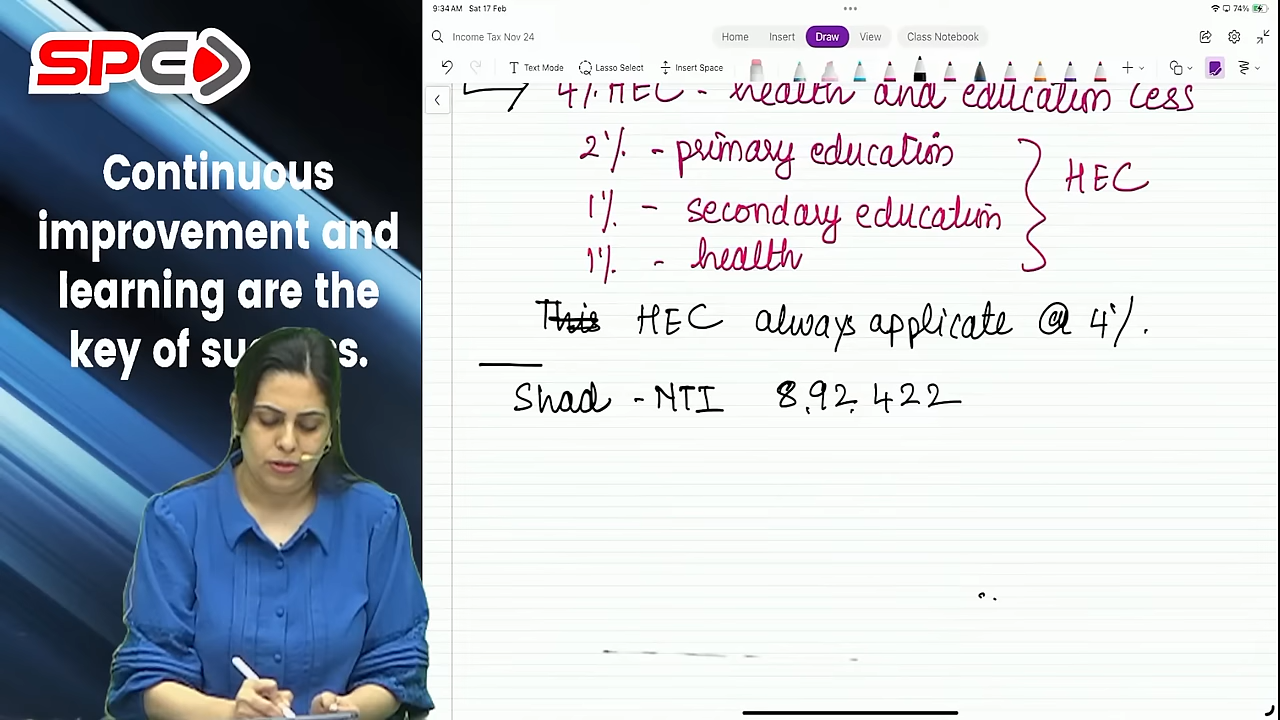 SPC
Continuous
improvement and
learning are the
key of
9:34 AM Sat 17 Feb
74%
Income Tax Nov 24
Home Insert Draw View Class Notebook
Text Mode Lasso Select Insert Space
4% HEC - health and education cess
2% - primary education
1% - secondary education
1% - health
HEC
This HEC always applicate @ 4%.
Shad - NTI 8,92,422